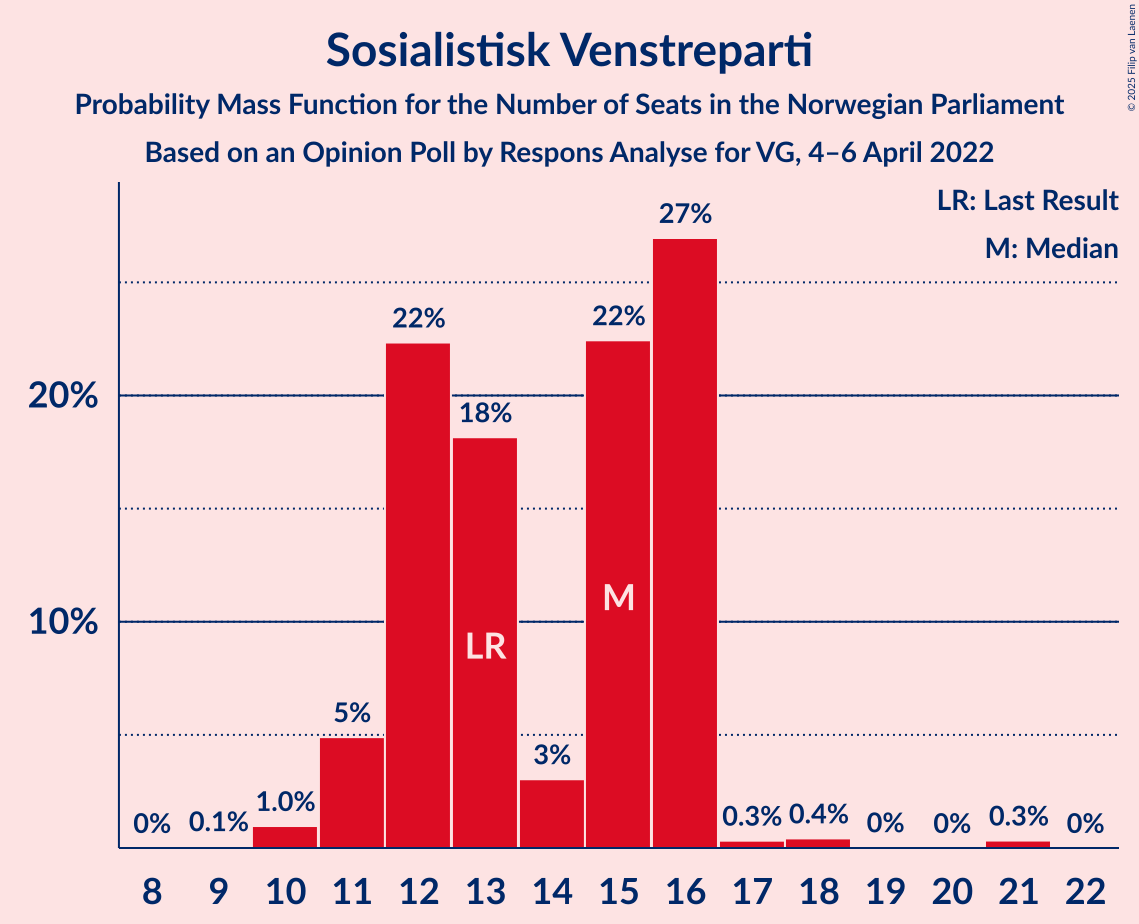 Sosialistisk Venstreparti
Probability Mass Function for the Number of Seats in the Norwegian Parliament
Based on an Opinion Poll by Respons Analyse for VG, 4–6 April 2022
© 2025 Filip van Laenen
LR: Last Result
M: Median
20%
10%
0%
0.1%
1.0%
5%
22%
18%
3%
22%
27%
0.3%
0.4%
0%
0%
0.3%
0%
LR
M
8 9 10 11 12 13 14 15 16 17 18 19 20 21 22